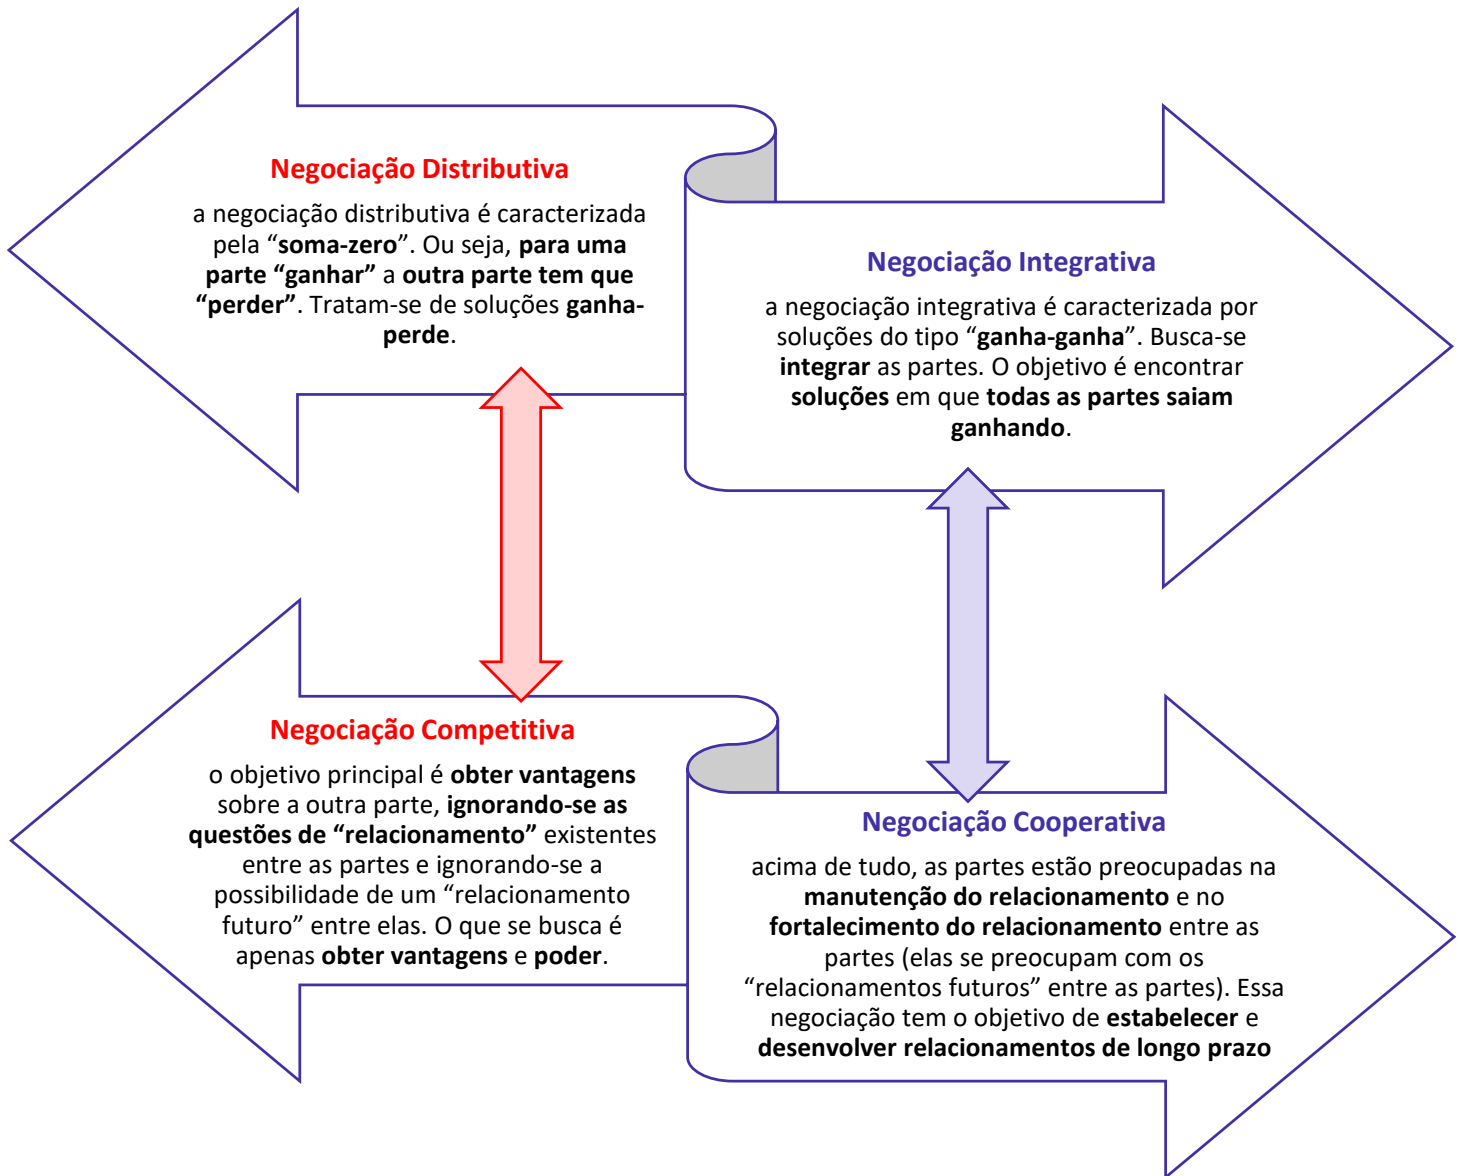 Negociação Distributiva
a negociação distributiva é caracterizada
pela “soma-zero”. Ou seja, para uma
parte “ganhar” a outra parte tem que
“perder”. Tratam-se de soluções ganha-
perde.
Negociação Integrativa
a negociação integrativa é caracterizada por
soluções do tipo “ganha-ganha”. Busca-se
integrar as partes. O objetivo é encontrar
soluções em que todas as partes saiam
ganhando.
Negociação Competitiva
o objetivo principal é obter vantagens
sobre a outra parte, ignorando-se as
questões de “relacionamento” existentes
entre as partes e ignorando-se a
possibilidade de um “relacionamento
futuro” entre elas. O que se busca é
apenas obter vantagens e poder.
Negociação Cooperativa
acima de tudo, as partes estão preocupadas na
manutenção do relacionamento e no
fortalecimento do relacionamento entre as
partes (elas se preocupam com os
“relacionamentos futuros” entre as partes). Essa
negociação tem o objetivo de estabelecer e
desenvolver relacionamentos de longo prazo